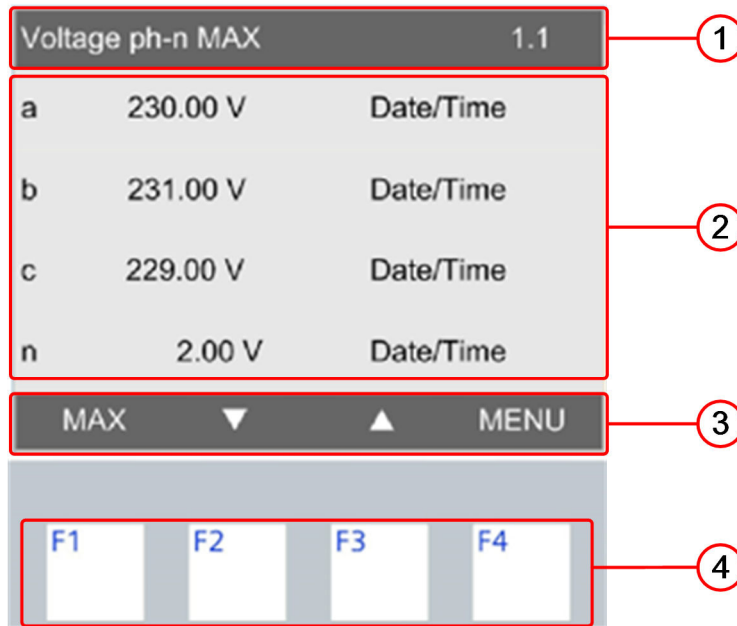 Voltage ph-n MAX 1.1
1
a 230.00 V Date/Time
b 231.00 V Date/Time
2
c 229.00 V Date/Time
n 2.00 V Date/Time
MAX ▼ ▲ MENU
3
F1 F2 F3 F4
4